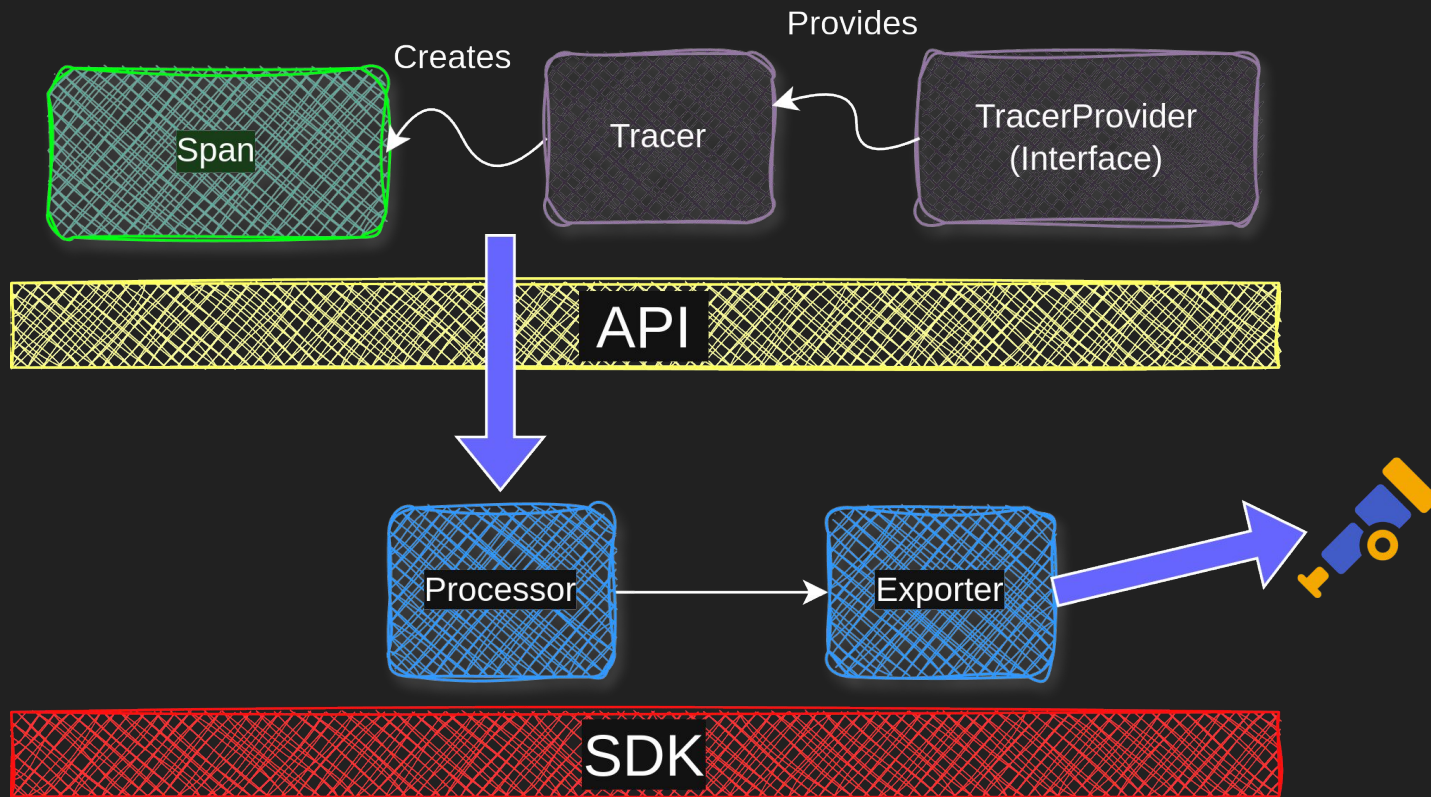 Provides
Creates
Span
Tracer
TracerProvider
(Interface)
API
Processor
Exporter
SDK